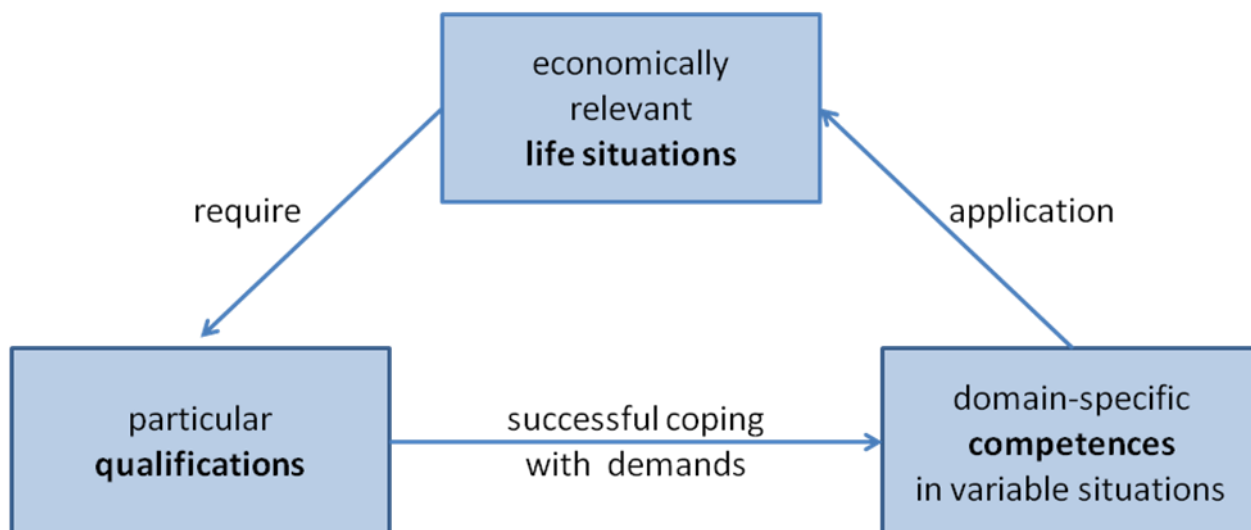 economically
relevant
life situations
require
application
particular
qualifications
successful coping
with demands
domain-specific
competences
in variable situations